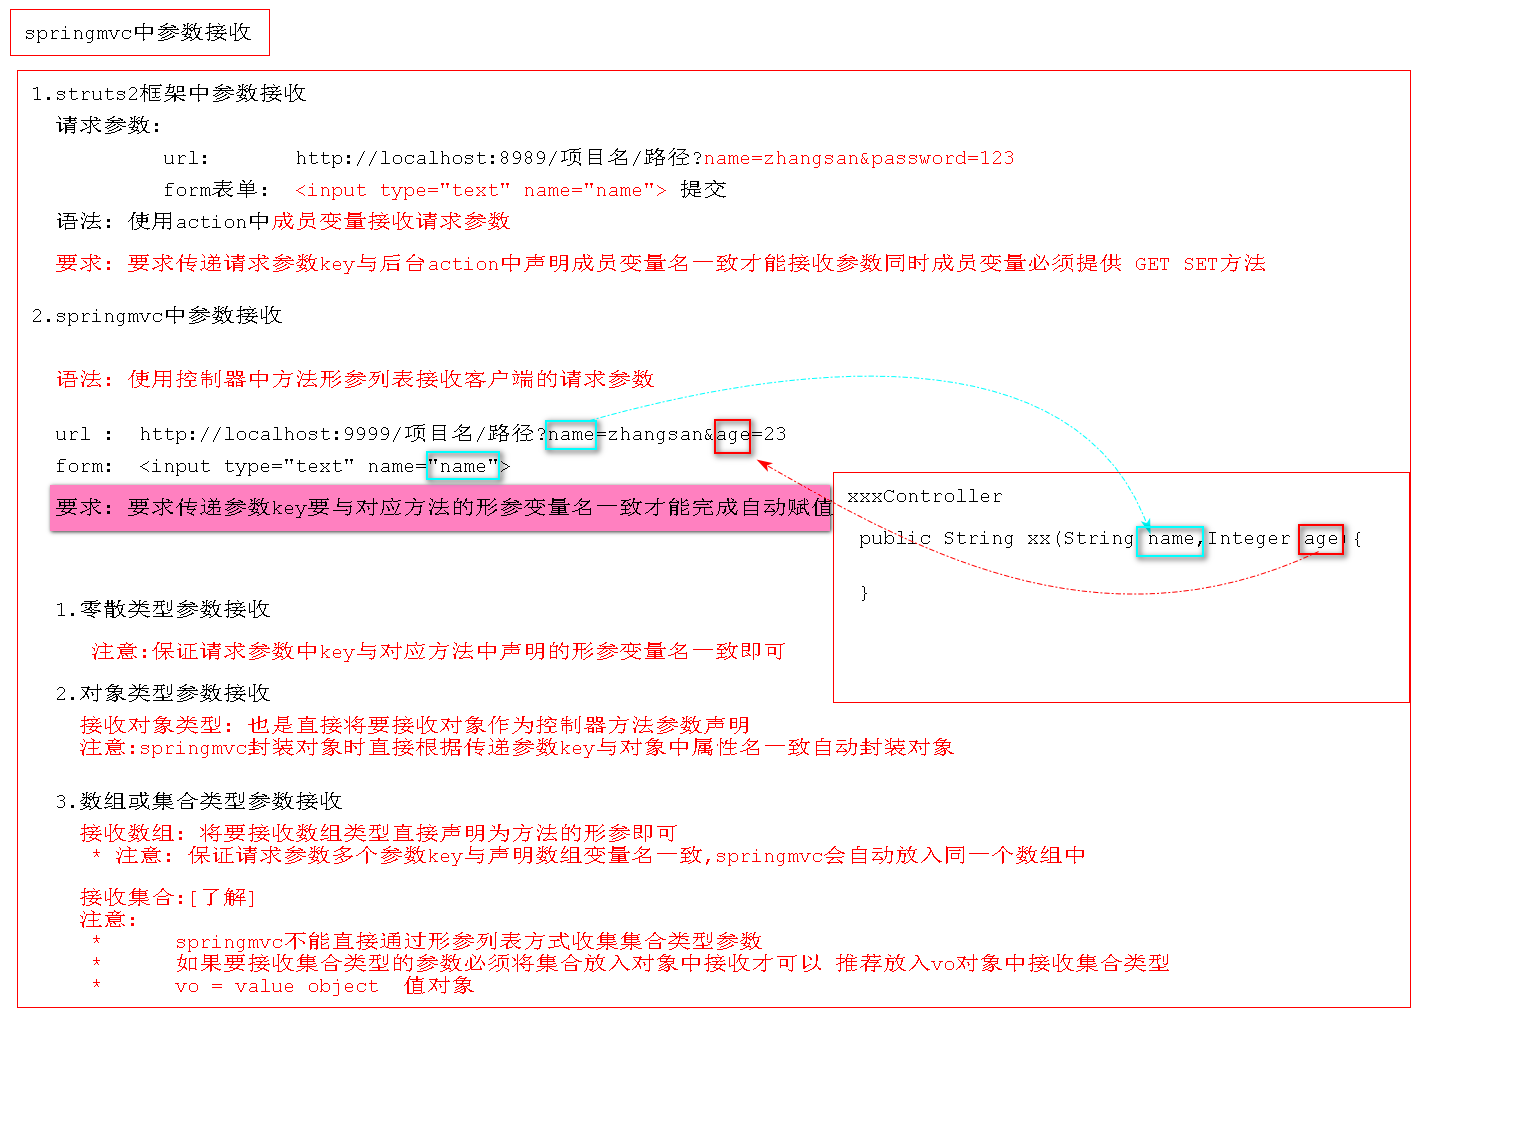 springmvc中参数接收
1.struts2框架中参数接收
请求参数:
url: http://localhost:8989/项目名/路径?name=zhangsan&password=123
form表单: <input type="text" name="name"> 提交
语法: 使用action中成员变量接收请求参数
要求: 要求传递请求参数key与后台action中声明成员变量名一致才能接收参数同时成员变量必须提供 GET SET方法
2.springmvc中参数接收
语法: 使用控制器中方法形参列表接收客户端的请求参数
url : http://localhost:9999/项目名/路径?name=zhangsan&age=23
form: <input type="text" name="name">
要求: 要求传递参数key要与对应方法的形参变量名一致才能完成自动赋值
xxxController
public String xx(String name,Integer age){
}
1.零散类型参数接收
注意:保证请求参数中key与对应方法中声明的形参变量名一致即可
2.对象类型参数接收
接收对象类型: 也是直接将要接收对象作为控制器方法参数声明
注意:springmvc封装对象时直接根据传递参数key与对象中属性名一致自动封装对象
3.数组或集合类型参数接收
接收数组: 将要接收数组类型直接声明为方法的形参即可
* 注意: 保证请求参数多个参数key与声明数组变量名一致,springmvc会自动放入同一个数组中
接收集合:[了解]
注意:
* springmvc不能直接通过形参列表方式收集集合类型参数
* 如果要接收集合类型的参数必须将集合放入对象中接收才可以 推荐放入vo对象中接收集合类型
* vo = value object 值对象